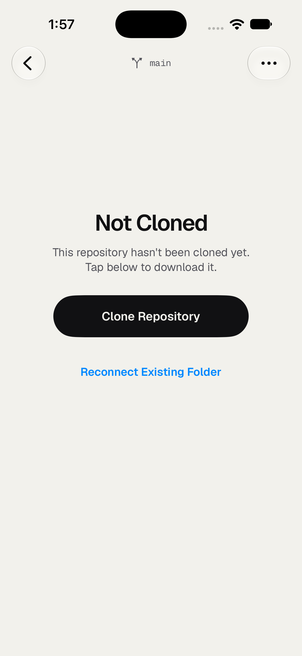 1:57
main
Not Cloned
This repository hasn't been cloned yet.
Tap below to download it.
Clone Repository
Reconnect Existing Folder